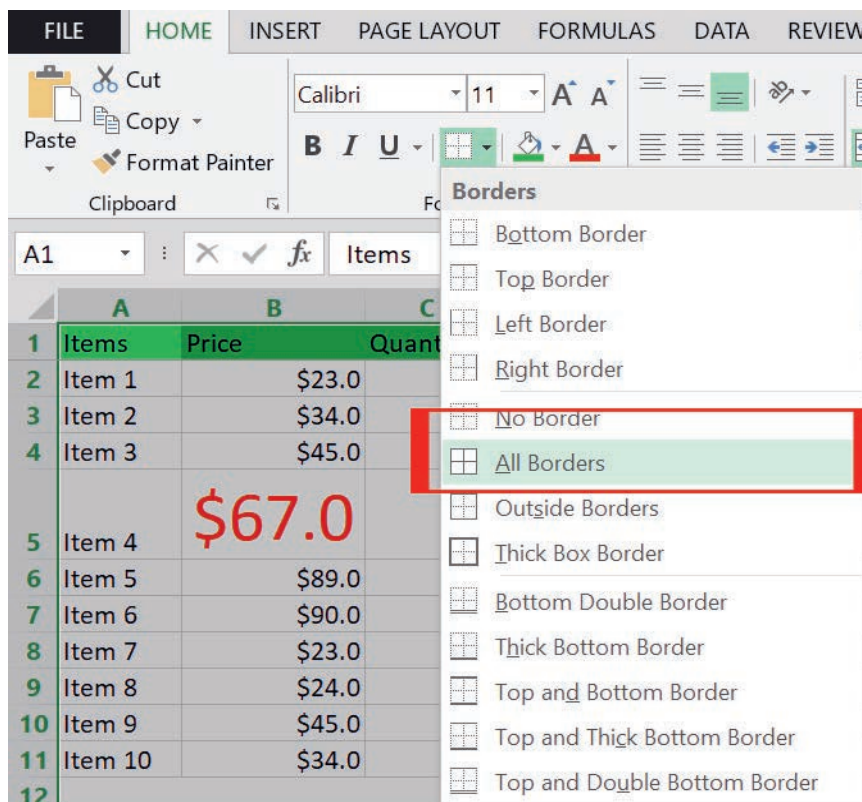 FILE HOME INSERT PAGE LAYOUT FORMULAS DATA REVIEW
Cut
Copy
Paste
Format Painter
Clipboard
Calibri 11 A A
B I U A
Fo
Borders
Bottom Border
Top Border
Left Border
Right Border
No Border
All Borders
Outside Borders
Thick Box Border
Bottom Double Border
Thick Bottom Border
Top and Bottom Border
Top and Thick Bottom Border
Top and Double Bottom Border
A1 fx Items
A B C
1 Items Price Quant
2 Item 1 $23.0
3 Item 2 $34.0
4 Item 3 $45.0
5 Item 4 $67.0
6 Item 5 $89.0
7 Item 6 $90.0
8 Item 7 $23.0
9 Item 8 $24.0
10 Item 9 $45.0
11 Item 10 $34.0
12